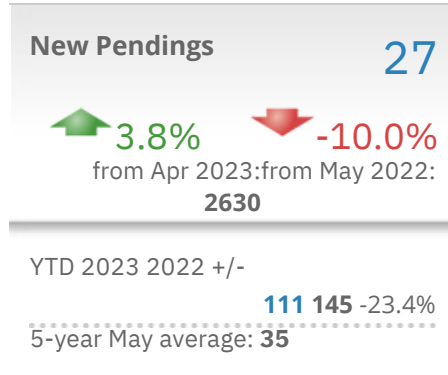 New Pendings
27
3.8% -10.0%
from Apr 2023:from May 2022:
2630
YTD 2023 2022 +/-
111 145 -23.4%
5-year May average: 35